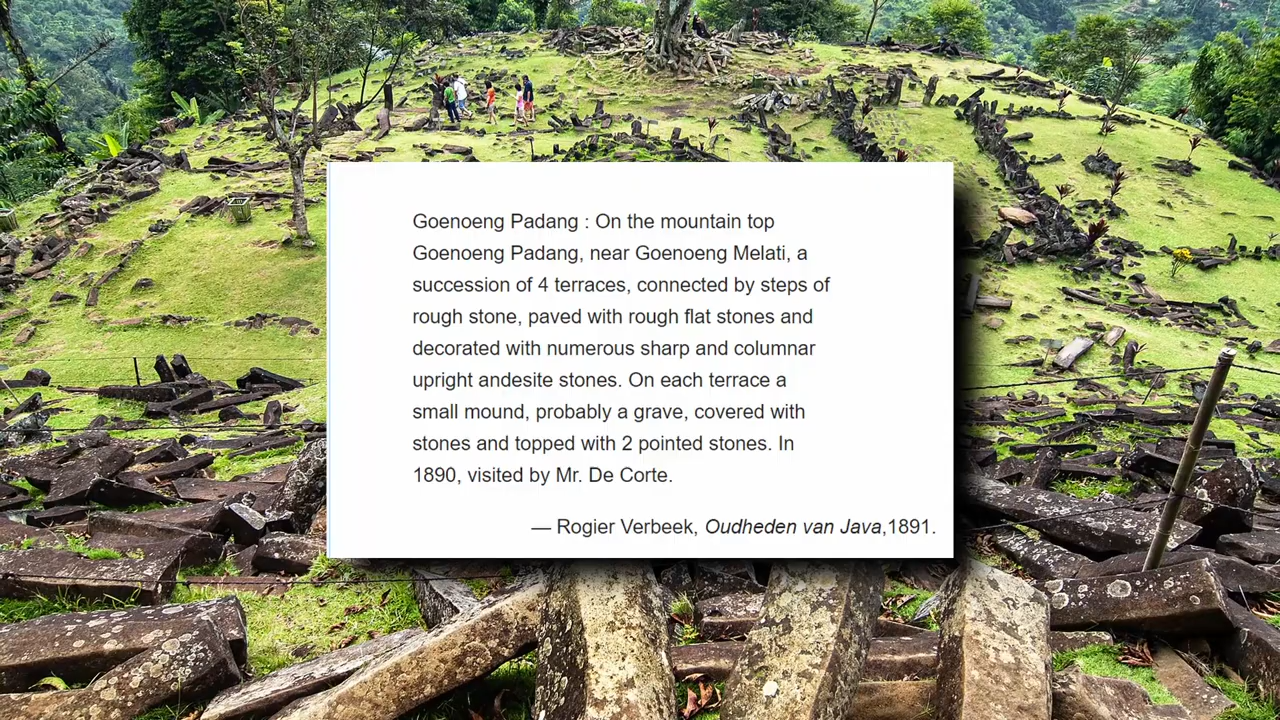 Goenoeng Padang : On the mountain top
Goenoeng Padang, near Goenoeng Melati, a
succession of 4 terraces, connected by steps of
rough stone, paved with rough flat stones and
decorated with numerous sharp and columnar
upright andesite stones. On each terrace a
small mound, probably a grave, covered with
stones and topped with 2 pointed stones. In
1890, visited by Mr. De Corte.
— Rogier Verbeek, Oudheden van Java,1891.